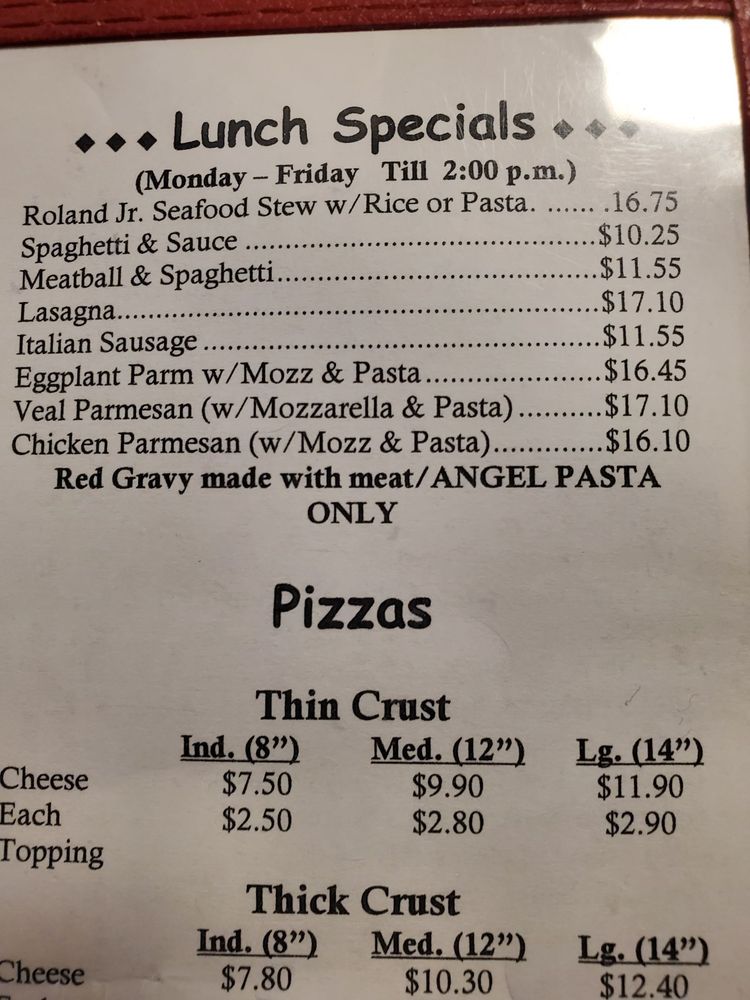 Lunch Specials
(Monday – Friday Till 2:00 p.m.)
Roland Jr. Seafood Stew w/Rice or Pasta. ...... .16.75
Spaghetti & Sauce ..........................................$10.25
Meatball & Spaghetti......................................$11.55
Lasagna.........................................................$17.10
Italian Sausage ...............................................$11.55
Eggplant Parm w/Mozz & Pasta.....................$16.45
Veal Parmesan (w/Mozzarella & Pasta)..........$17.10
Chicken Parmesan (w/Mozz & Pasta).............$16.10
Red Gravy made with meat/ANGEL PASTA
ONLY
Pizzas
Thin Crust
Ind. (8”) Med. (12”) Lg. (14”)
Cheese $7.50 $9.90 $11.90
Each $2.50 $2.80 $2.90
Topping
Thick Crust
Ind. (8”) Med. (12”) Lg. (14”)
Cheese $7.80 $10.30 $12.40